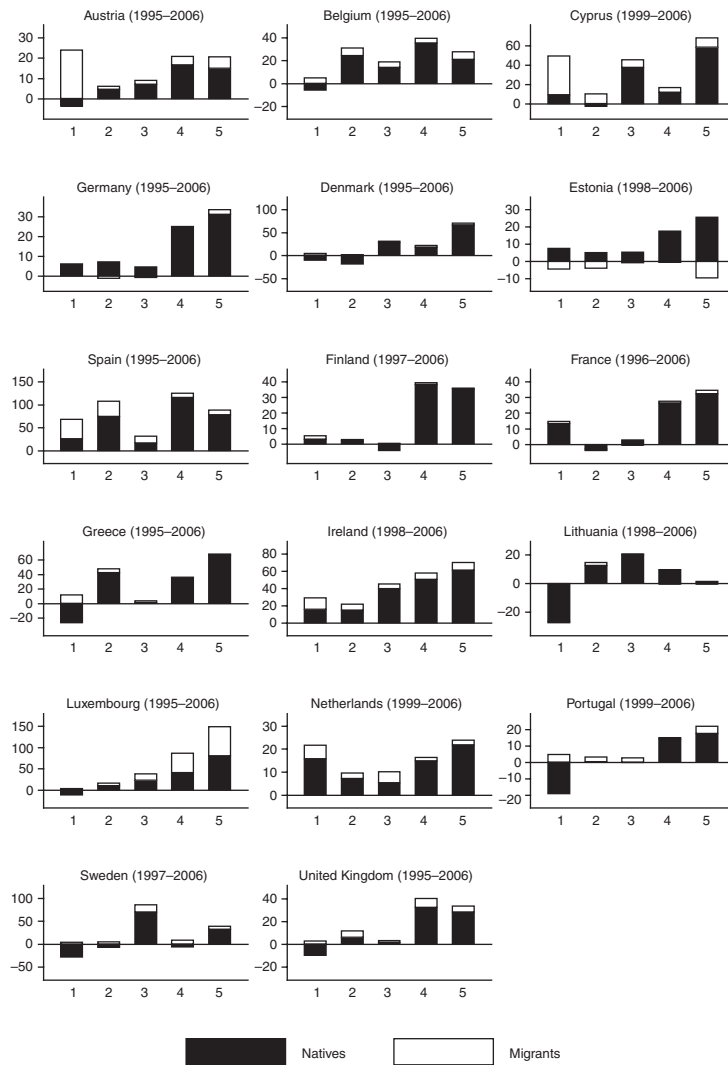 Austria (1995–2006)
30
20
10
0
1 2 3 4 5
Belgium (1995–2006)
40
20
0
−20
1 2 3 4 5
Cyprus (1999–2006)
60
40
20
0
1 2 3 4 5
Germany (1995–2006)
30
20
10
0
1 2 3 4 5
Denmark (1995–2006)
100
50
0
−50
1 2 3 4 5
Estonia (1998–2006)
30
20
10
0
−10
1 2 3 4 5
Spain (1995–2006)
150
100
50
0
1 2 3 4 5
Finland (1997–2006)
40
30
20
10
0
1 2 3 4 5
France (1996–2006)
40
30
20
10
0
1 2 3 4 5
Greece (1995–2006)
60
40
20
0
−20
1 2 3 4 5
Ireland (1998–2006)
80
60
40
20
0
1 2 3 4 5
Lithuania (1998–2006)
20
0
−20
1 2 3 4 5
Luxembourg (1995–2006)
150
100
50
0
1 2 3 4 5
Netherlands (1999–2006)
30
20
10
0
1 2 3 4 5
Portugal (1999–2006)
20
10
0
−10
−20
1 2 3 4 5
Sweden (1997–2006)
100
50
0
−50
1 2 3 4 5
United Kingdom (1995–2006)
40
20
0
−20
1 2 3 4 5
Natives Migrants